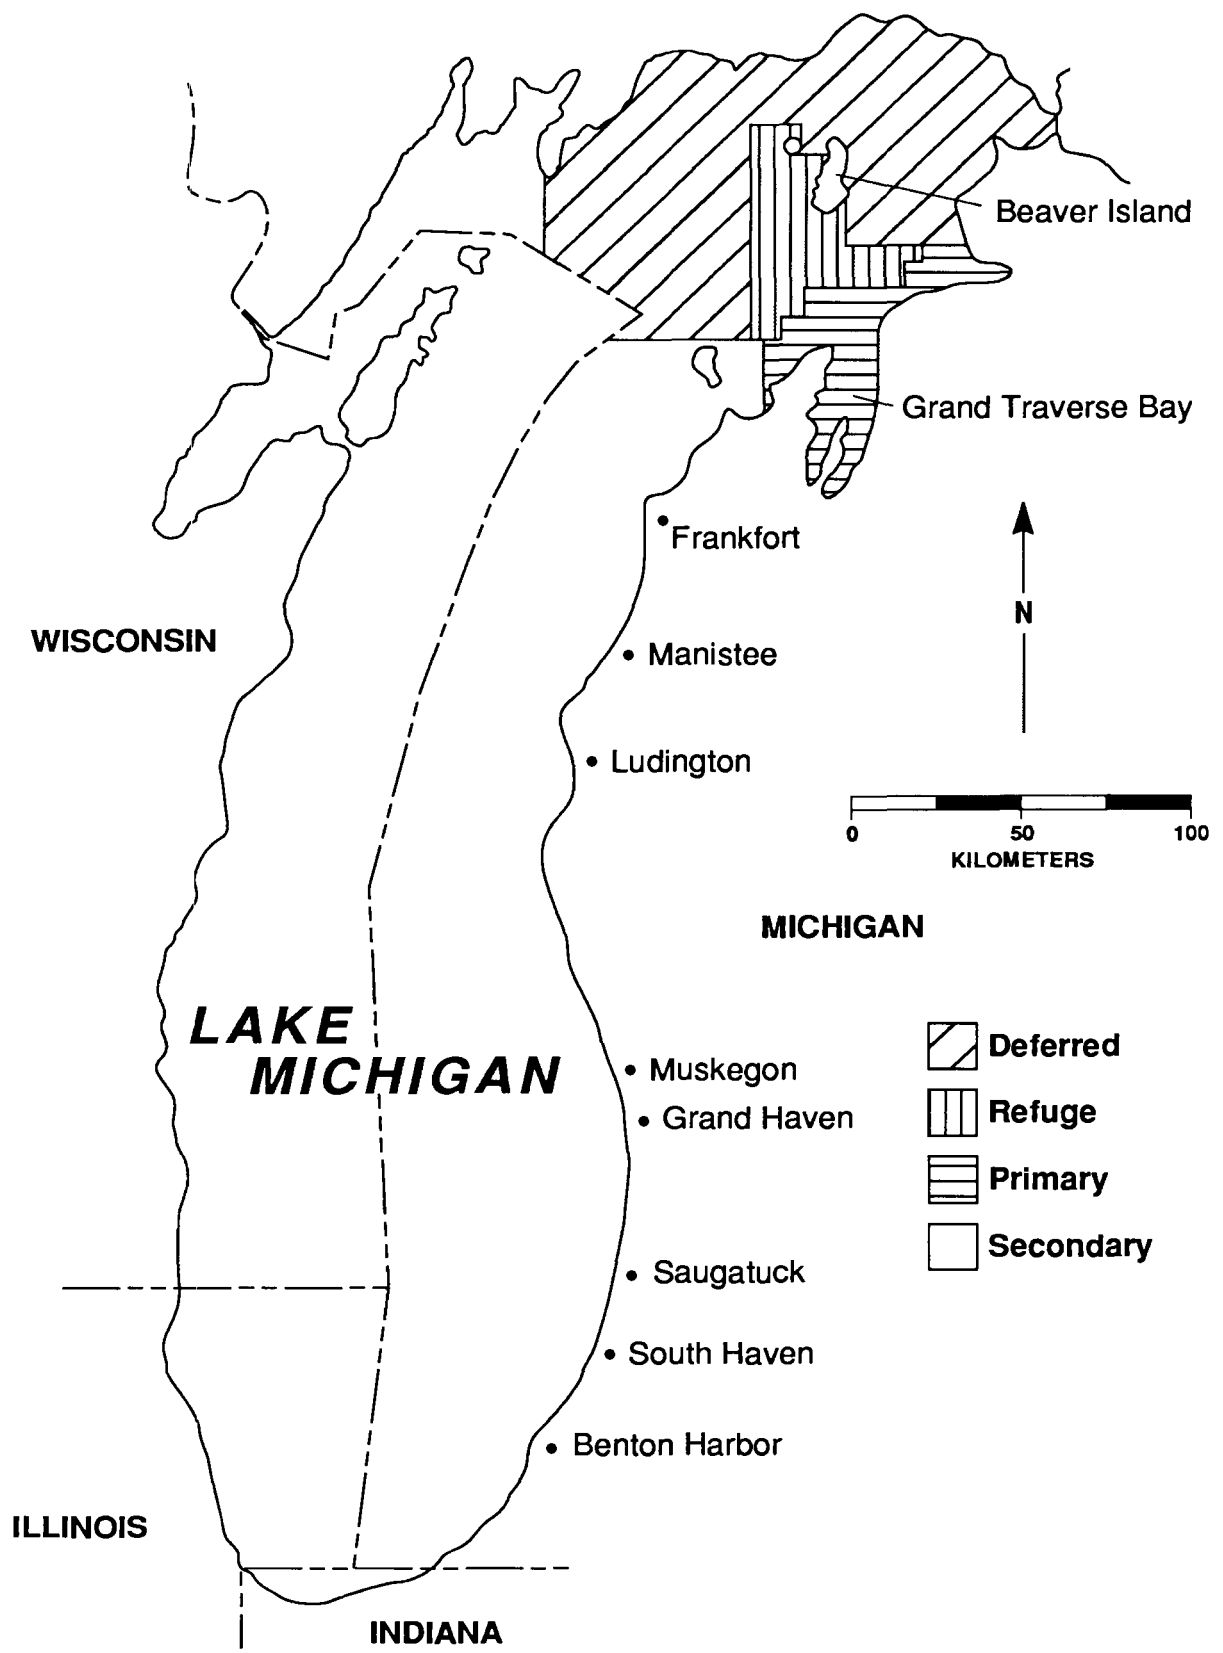 Beaver Island
Grand Traverse Bay
Frankfort
N
WISCONSIN
Manistee
Ludington
0 50 100
KILOMETERS
MICHIGAN
LAKE
MICHIGAN
Deferred
Muskegon
Refuge
Grand Haven
Primary
Secondary
Saugatuck
South Haven
Benton Harbor
ILLINOIS
INDIANA